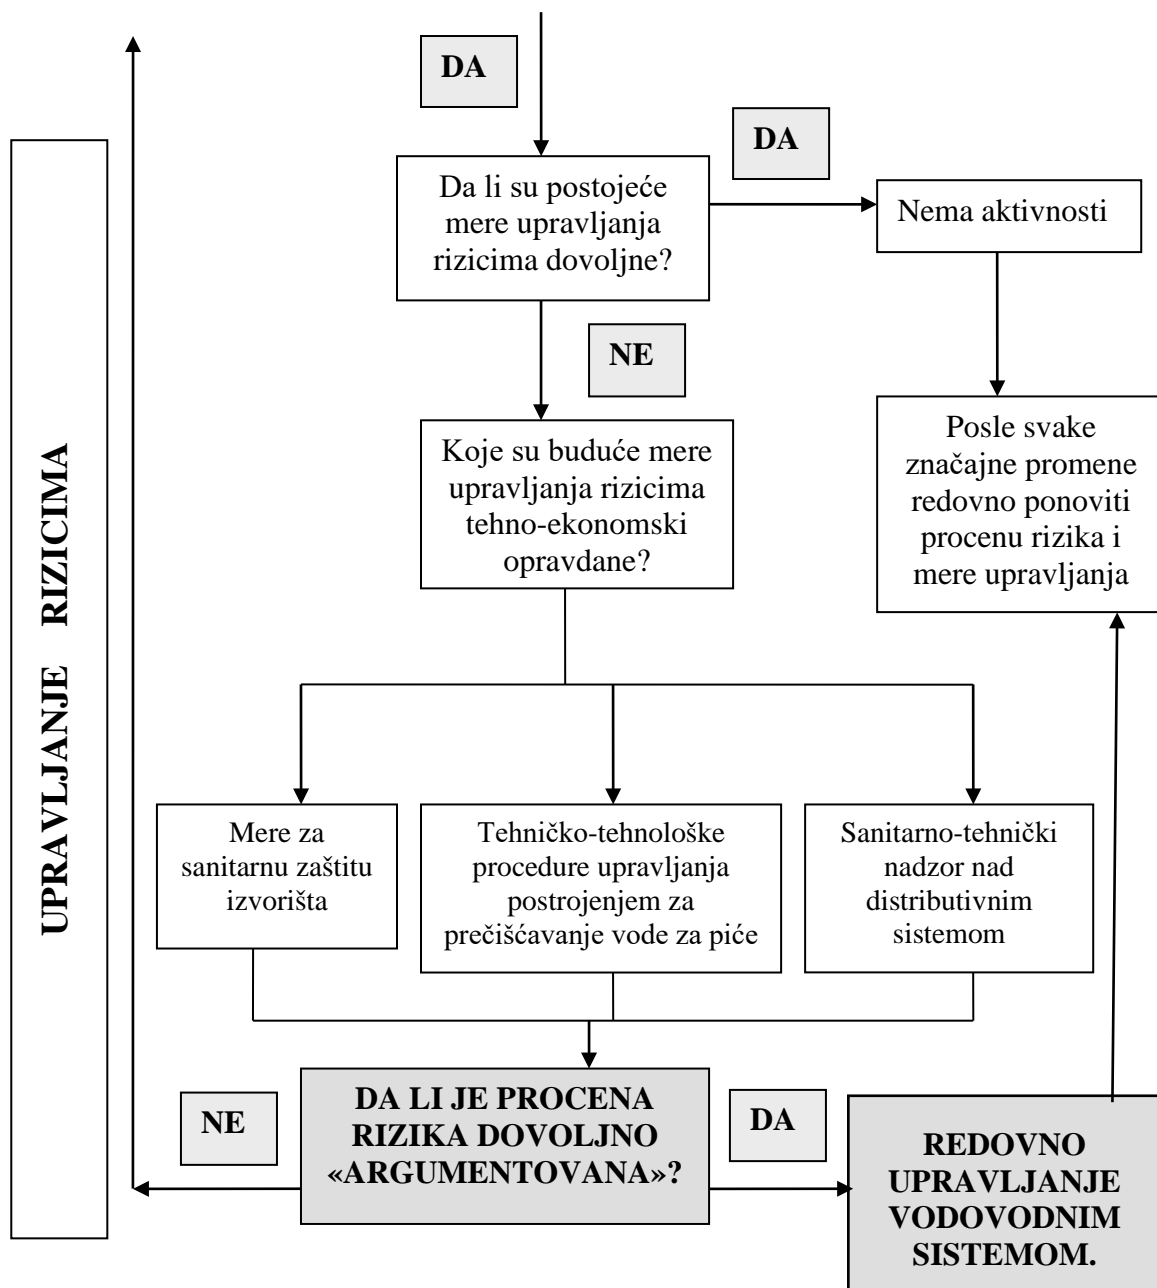 DA
DA
Da li su postojeće
mere upravljanja
rizicima dovoljne?
Nema aktivnosti
NE
Koje su buduće mere
upravljanja rizicima
tehno-ekonomski
opravdane?
Posle svake
značajne promene
redovno ponoviti
procenu rizika i
mere upravljanja
UPRAVLJANJE RIZICIMA
Mere za
sanitarnu zaštitu
izvorišta
Tehničko-tehnološke
procedure upravljanja
postrojenjem za
prečišćavanje vode za piće
Sanitarno-tehnički
nadzor nad
distributivnim
sistemom
NE
DA LI JE PROCENA
RIZIKA DOVOLJNO
«ARGUMENTOVANA»?
DA
REDOVNO
UPRAVLJANJE
VODOVODNIM
SISTEMOM.